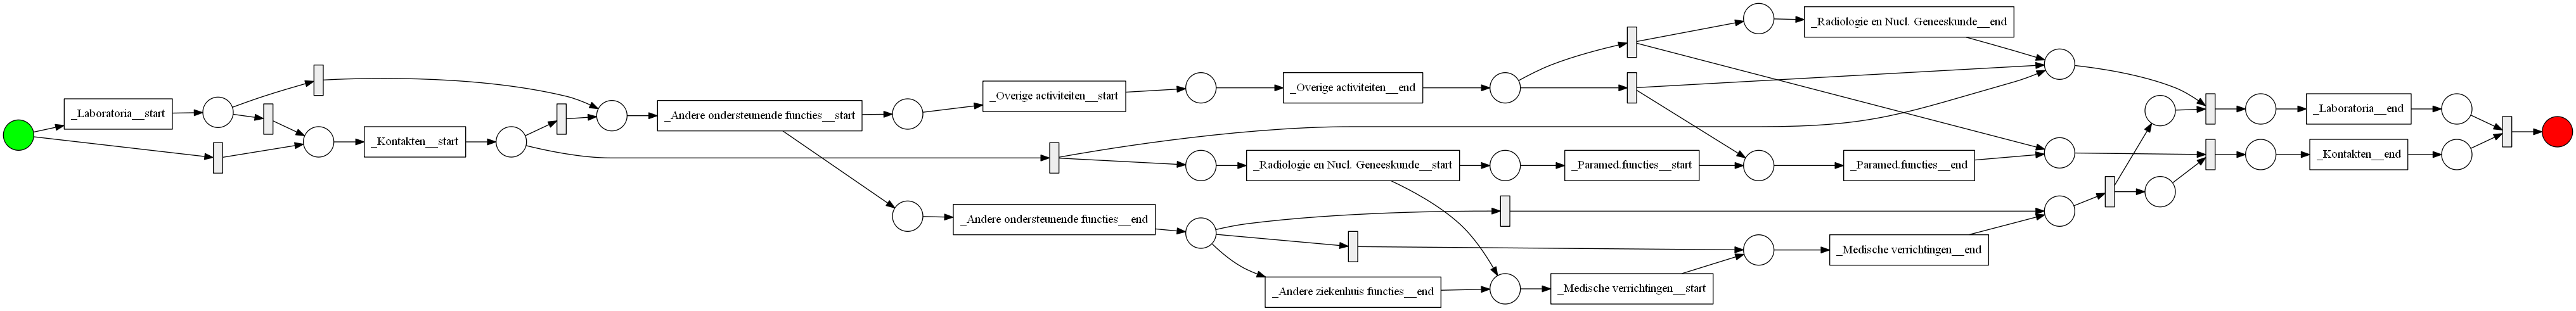 _Radiologie en Nucl. Geneeskunde__end
_Overige activiteiten__start
_Overige activiteiten__end
_Laboratoria__start
_Andere ondersteunende functies__start
_Laboratoria__end
_Kontakten__start
_Radiologie en Nucl. Geneeskunde__start
_Paramed.functies__start
_Paramed.functies__end
_Kontakten__end
_Andere ondersteunende functies__end
_Medische verrichtingen__end
_Andere ziekenhuis functies__end
_Medische verrichtingen__start